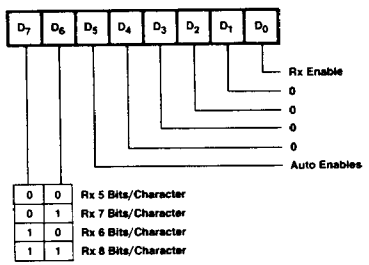 D7 D6 D5 D4 D3 D2 D1 D0
Rx Enable
0
0
0
0
Auto Enables
0 0 Rx 5 Bits/Character
0 1 Rx 7 Bits/Character
1 0 Rx 6 Bits/Character
1 1 Rx 8 Bits/Character